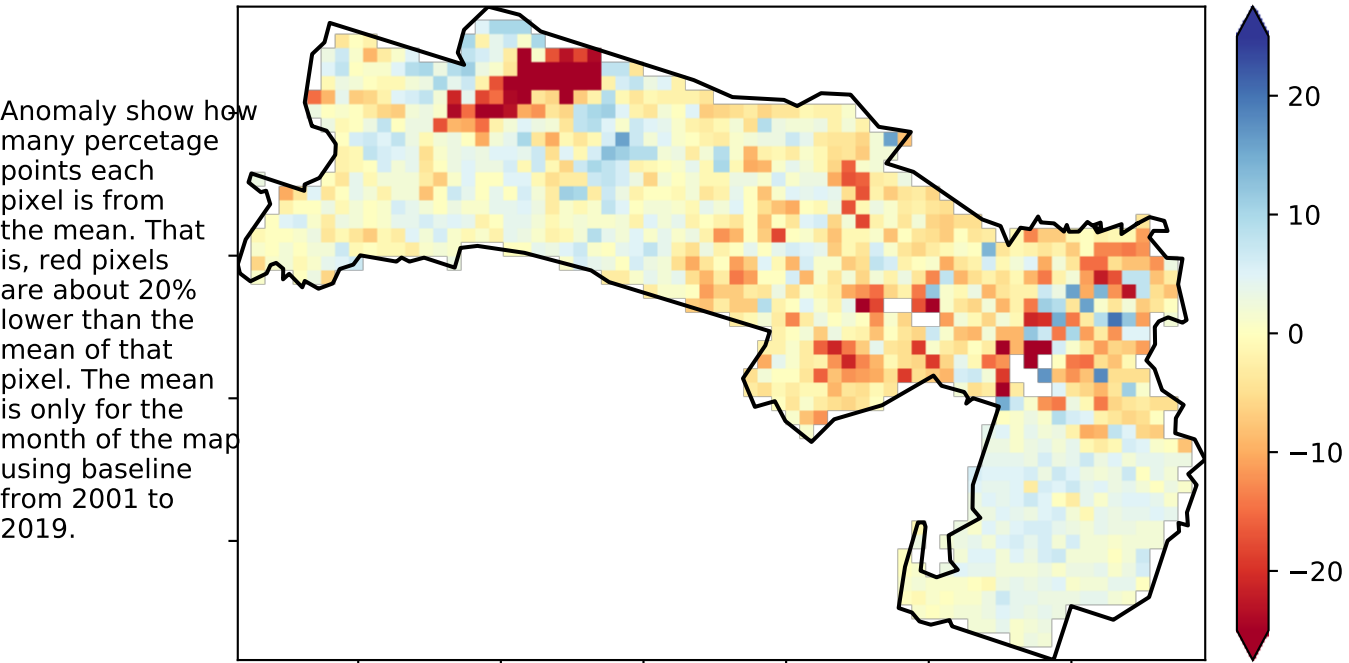 Anomaly show how
many percetage
points each
pixel is from
the mean. That
is, red pixels
are about 20%
lower than the
mean of that
pixel. The mean
is only for the
month of the map
using baseline
from 2001 to
2019.
20
10
0
−10
−20